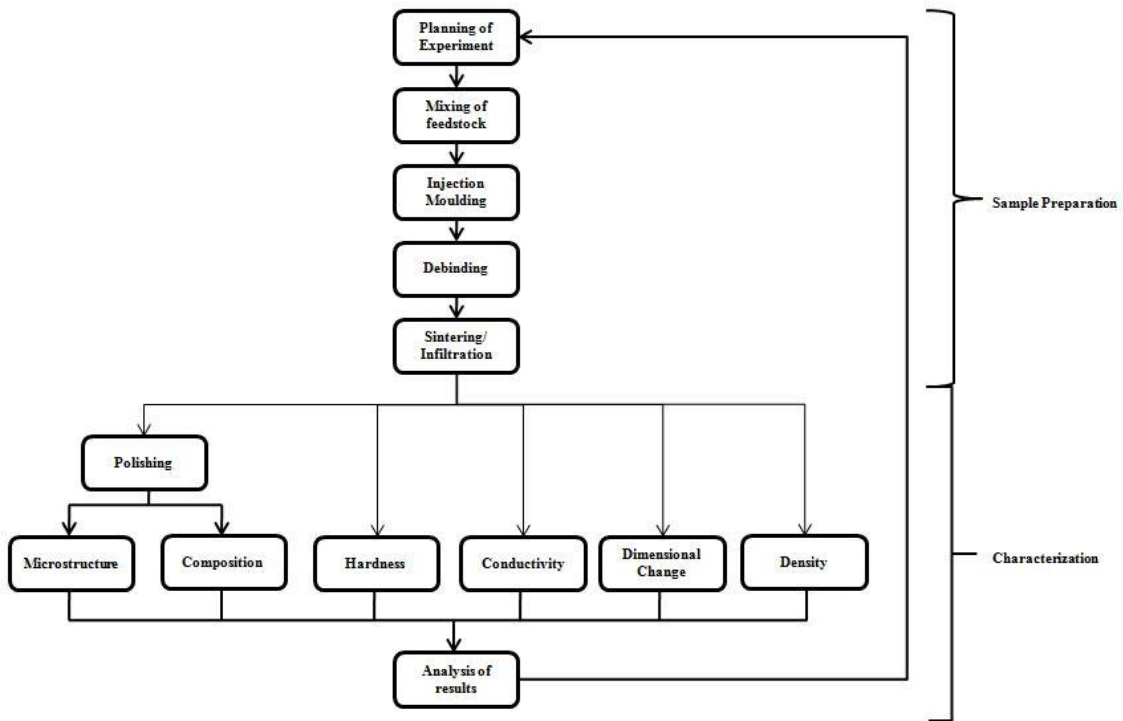 Planning of
Experiment
Mixing of
feedstock
Injection
Moulding
Sample Preparation
Debinding
Sintering/
Infiltration
Polishing
Microstructure
Composition
Hardness
Conductivity
Dimensional
Change
Density
Characterization
Analysis of
results